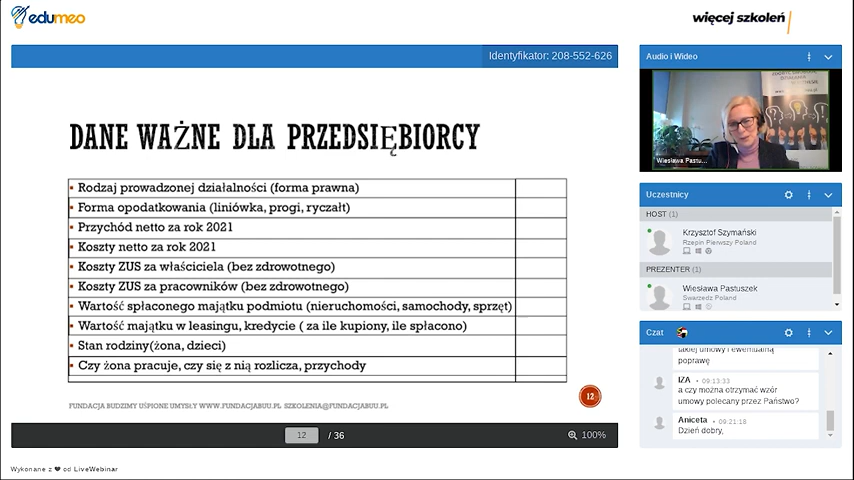 edumeo
więcej szkoleń
Identyfikator: 208-552-626
DANE WAŻNE DLA PRZEDSIĘBIORCY
Rodzaj prowadzonej działalności (forma prawna)
Forma opodatkowania (liniówka, progi, ryczałt)
Przychód netto za rok 2021
Koszty netto za rok 2021
Koszty ZUS za właściciela (bez zdrowotnego)
Koszty ZUS za pracowników (bez zdrowotnego)
Wartość spłaconego majątku podmiotu (nieruchomości, samochody, sprzęt)
Wartość majątku w leasingu, kredycie ( za ile kupiony, ile spłacono)
Stan rodziny(żona, dzieci)
Czy żona pracuje, czy się z nią rozlicza, przychody
FUNDACJA BUDZIMY UŚPIONE UMYSŁY WWW.FUNDACJABUU.PL SZKOLENIA@FUNDACJABUU.PL
12
12 / 36
100%
Wykonane z ❤ od LiveWebinar
Audio i Wideo
Wiesława Pastu...
Uczestnicy
HOST (1)
Krzysztof Szymański
Rzepin Pierwszy Poland
PREZENTER (1)
Wiesława Pastuszek
Swarzedz Poland
Czat
takiej umowy i ewentualną
poprawę
IZA 09:13:33
a czy można otrzymać wzór
umowy polecany przez Państwo?
Aniceta 09:21:18
Dzień dobry,